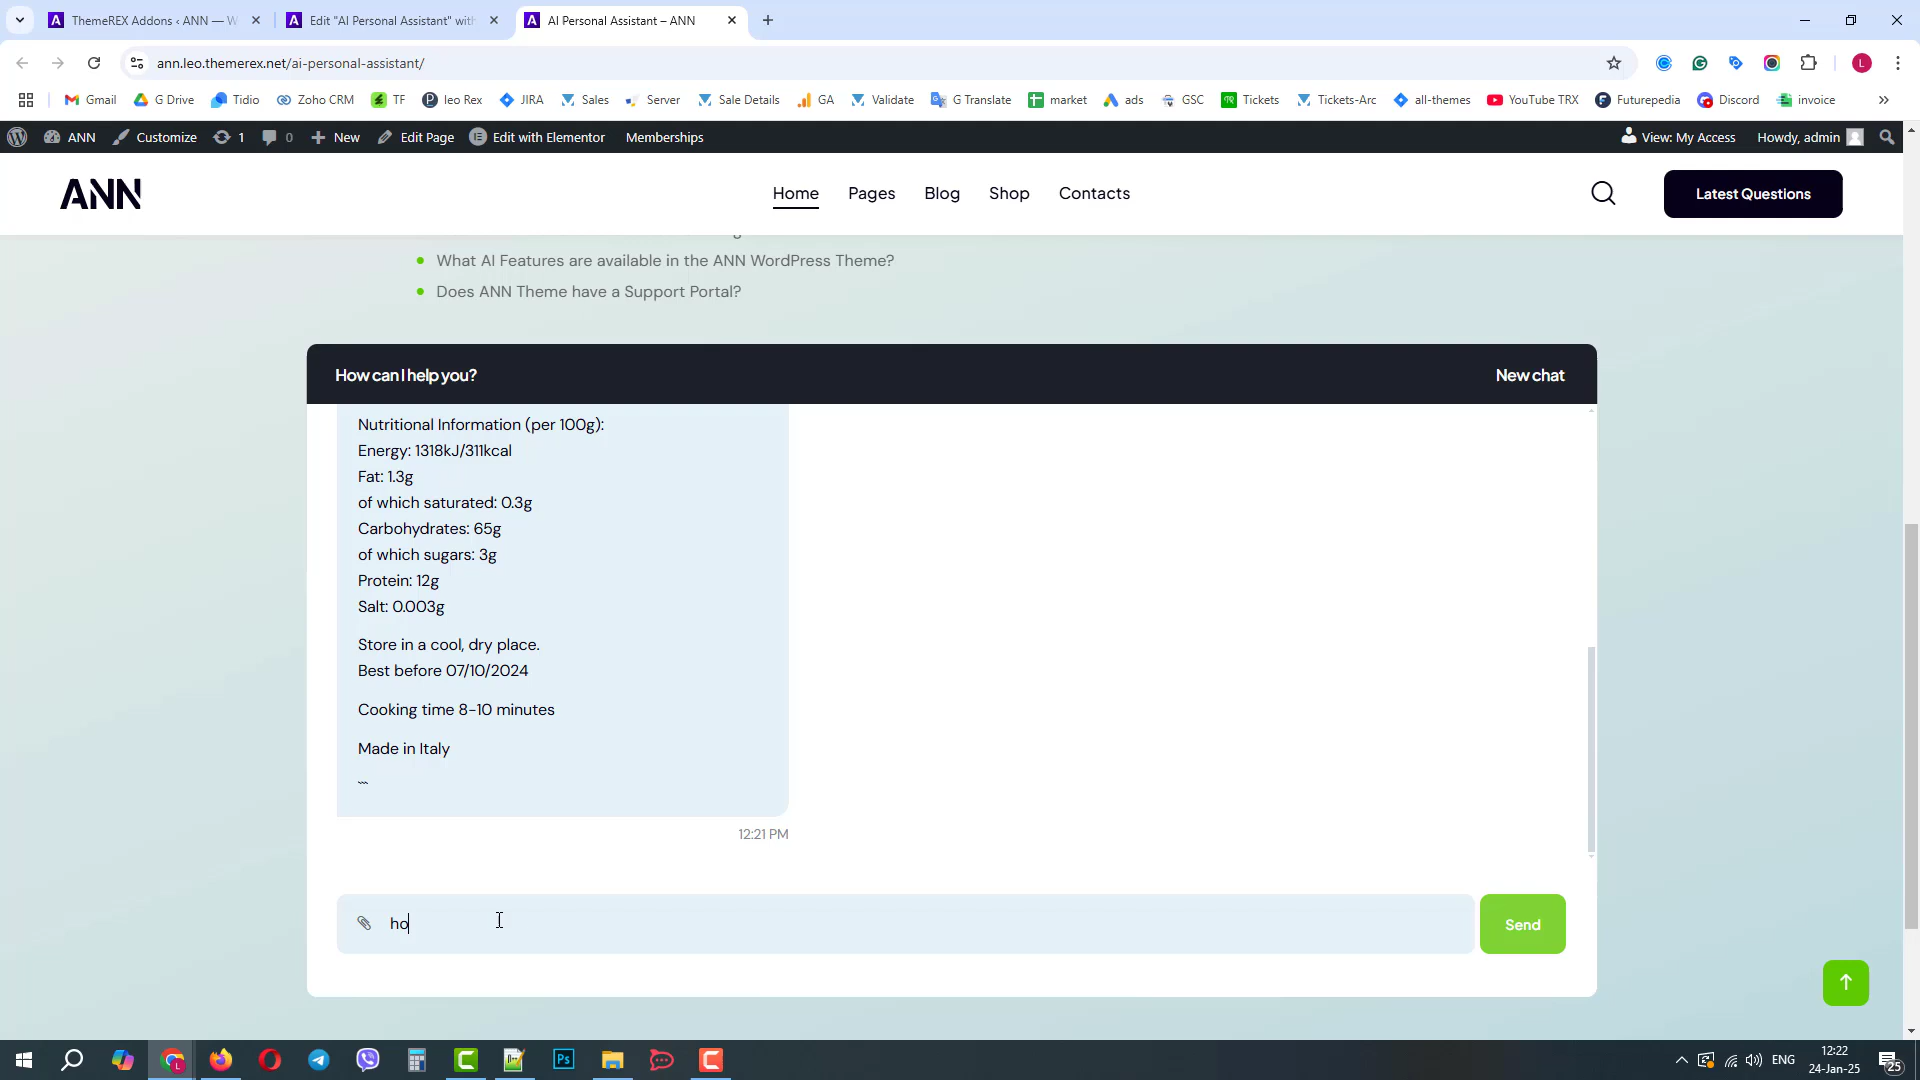 ThemeREX Addons ‹ ANN — W
Edit "AI Personal Assistant" with
AI Personal Assistant – ANN
ann.leo.themerex.net/ai-personal-assistant/
Gmail
G Drive
Tidio
Zoho CRM
TF
leo Rex
JIRA
Sales
Server
Sale Details
GA
Validate
G Translate
market
ads
GSC
Tickets
Tickets-Arc
all-themes
YouTube TRX
Futurepedia
Discord
invoice
ANN
1
0
Customize
New
Edit Page
Edit with Elementor
Memberships
View: My Access
Howdy, admin
ANN
Home
Pages
Blog
Shop
Contacts
Latest Questions
What AI Features are available in the ANN WordPress Theme?
Does ANN Theme have a Support Portal?
How can I help you?
New chat
Nutritional Information (per 100g):
Energy: 1318kJ/311kcal
Fat: 1.3g
of which saturated: 0.3g
Carbohydrates: 65g
of which sugars: 3g
Protein: 12g
Salt: 0.003g
Store in a cool, dry place.
Best before 07/10/2024
Cooking time 8-10 minutes
Made in Italy
```
12:21 PM
ho
Send
ENG
12:22
24-Jan-25
25